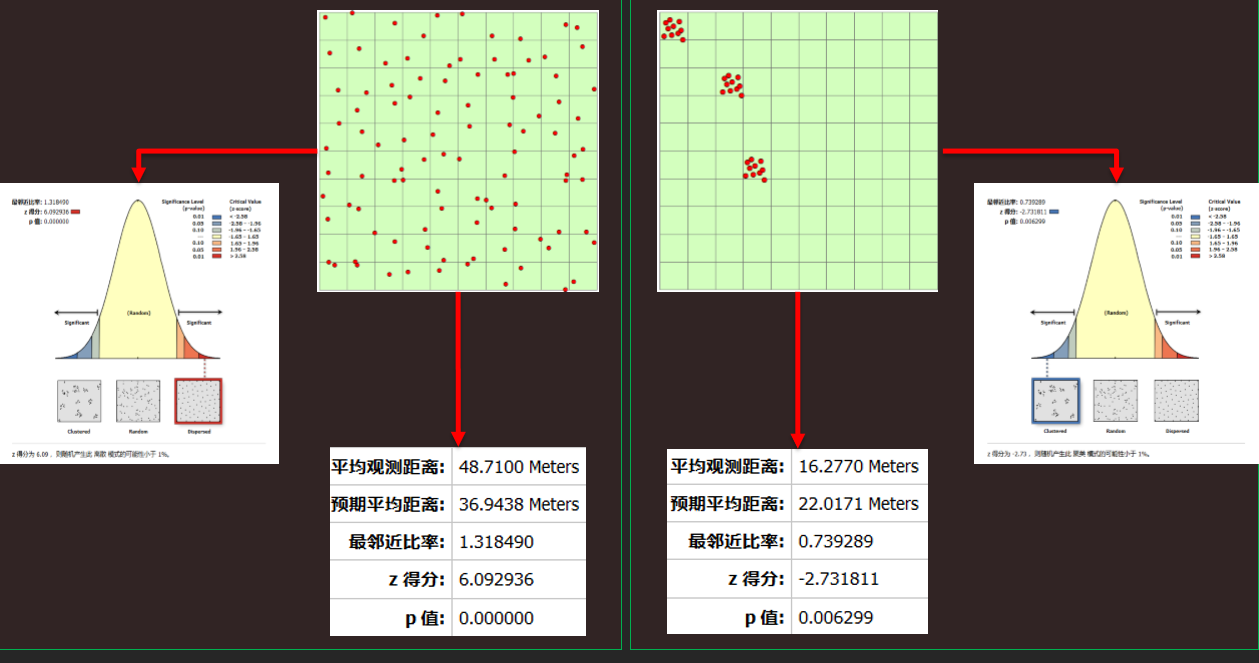 最邻近比率: 1.318490
z 得分: 6.092936
p 值: 0.000000
Significance Level
(p-value)
Critical Value
(z-score)
0.01 < -2.58
0.05 -2.58 - -1.96
0.10 -1.96 - -1.65
--- -1.65 - 1.65
0.10 1.65 - 1.96
0.05 1.96 - 2.58
0.01 > 2.58
(Random)
Significant
Significant
Clustered
Random
Dispersed
z 得分为 6.09 ，则随机产生此 离散 模式的可能性小于 1%。
平均观测距离: 48.7100 Meters
预期平均距离: 36.9438 Meters
最邻近比率: 1.318490
z 得分: 6.092936
p 值: 0.000000
平均观测距离: 16.2770 Meters
预期平均距离: 22.0171 Meters
最邻近比率: 0.739289
z 得分: -2.731811
p 值: 0.006299
最邻近比率: 0.739289
z 得分: -2.731811
p 值: 0.006299
Significance Level
(p-value)
Critical Value
(z-score)
0.01 < -2.58
0.05 -2.58 - -1.96
0.10 -1.96 - -1.65
--- -1.65 - 1.65
0.10 1.65 - 1.96
0.05 1.96 - 2.58
0.01 > 2.58
(Random)
Significant
Significant
Clustered
Random
Dispersed
z 得分为 -2.73 ，则随机产生此 聚类 模式的可能性小于 1%。